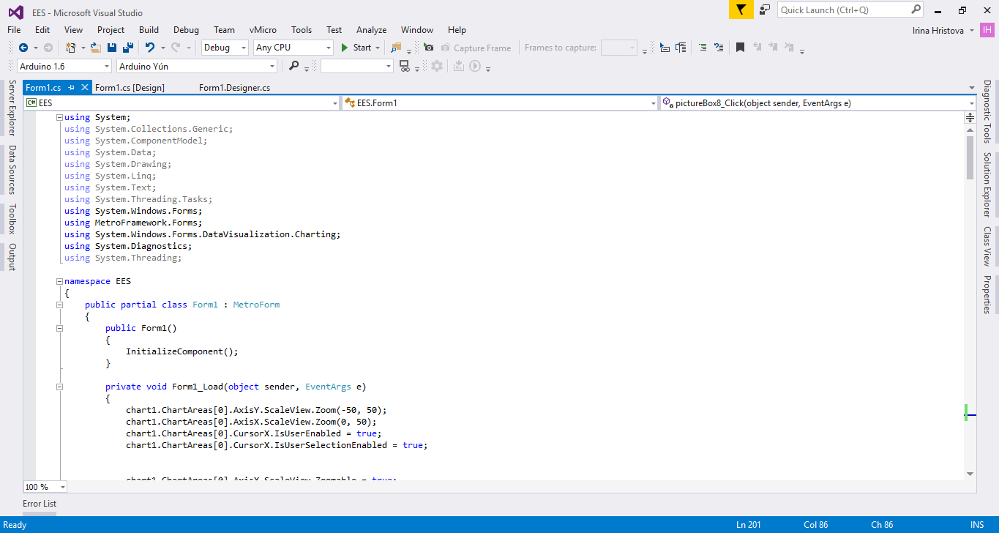 EES - Microsoft Visual Studio
Quick Launch (Ctrl+Q)
File Edit View Project Build Debug Team vMicro Tools Test Analyze Window Help
Irina Hristova IH
Debug Any CPU Start Capture Frame Frames to capture:
Arduino 1.6 Arduino Yún
Form1.cs Form1.cs [Design] Form1.Designer.cs
C# EES EES.Form1 pictureBox8_Click(object sender, EventArgs e)
Server Explorer
Data Sources
Toolbox
Output
using System;
using System.Collections.Generic;
using System.ComponentModel;
using System.Data;
using System.Drawing;
using System.Linq;
using System.Text;
using System.Threading.Tasks;
using System.Windows.Forms;
using MetroFramework.Forms;
using System.Windows.Forms.DataVisualization.Charting;
using System.Diagnostics;
using System.Threading;
namespace EES
{
public partial class Form1 : MetroForm
{
public Form1()
{
InitializeComponent();
}
private void Form1_Load(object sender, EventArgs e)
{
chart1.ChartAreas[0].AxisY.ScaleView.Zoom(-50, 50);
chart1.ChartAreas[0].AxisX.ScaleView.Zoom(0, 50);
chart1.ChartAreas[0].CursorX.IsUserEnabled = true;
chart1.ChartAreas[0].CursorX.IsUserSelectionEnabled = true;
chart1.ChartAreas[0].AxisX.ScaleView.Zoomable = true;
Diagnostic Tools
Solution Explorer
Class View
Properties
100 %
Error List
Ready Ln 201 Col 86 Ch 86 INS